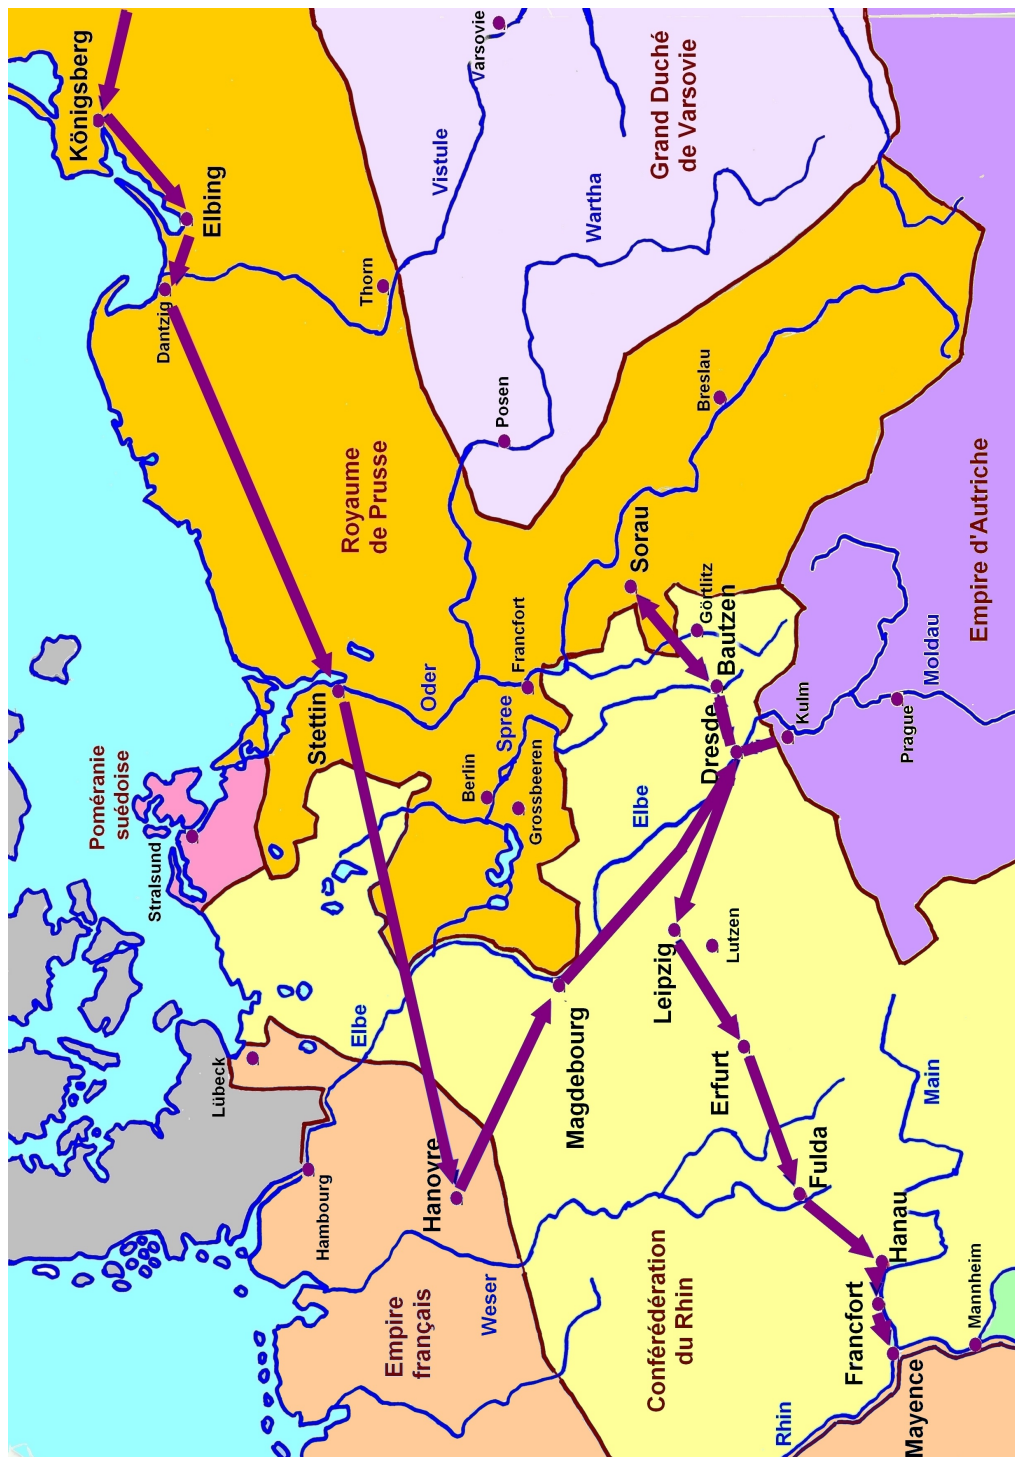 Königsberg
Elbing
Dantzig
Thorn
Vistule
Varsovie
Grand Duché
de Varsovie
Wartha
Posen
Breslau
Royaume
de Prusse
Sorau
Görtlitz
Bautzen
Francfort
Oder
Spree
Stettin
Berlin
Grossbeeren
Dresde
Kulm
Prague
Moldau
Empire d'Autriche
Poméranie
suédoise
Stralsund
Elbe
Leipzig
Lutzen
Elbe
Lübeck
Magdebourg
Erfurt
Main
Hambourg
Hanovre
Fulda
Hanau
Weser
Empire
français
Conférédération
du Rhin
Mannheim
Francfort
Mayence
Rhin